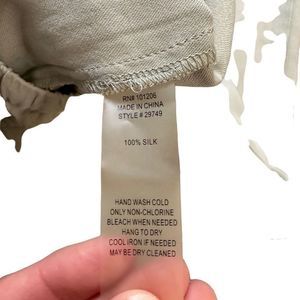 RN# 101206
MADE IN CHINA
STYLE # 29749
100% SILK
HAND WASH COLD
ONLY NON-CHLORINE
BLEACH WHEN NEEDED
HANG TO DRY
COOL IRON IF NEEDED
MAY BE DRY CLEANED